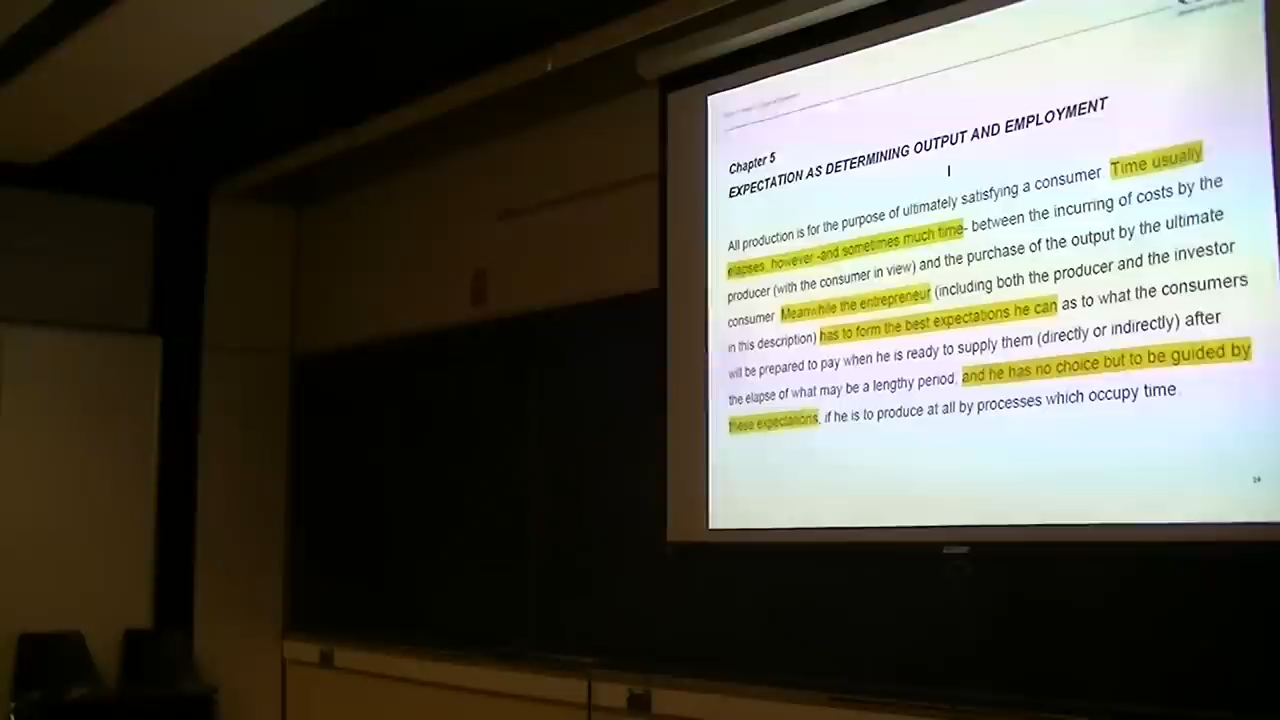 Chapter 5
EXPECTATION AS DETERMINING OUTPUT AND EMPLOYMENT
I
All production is for the purpose of ultimately satisfying a consumer. Time usually
elapses, however -and sometimes much time- between the incurring of costs by the
producer (with the consumer in view) and the purchase of the output by the ultimate
consumer. Meanwhile the entrepreneur (including both the producer and the investor
in this description) has to form the best expectations he can as to what the consumers
will be prepared to pay when he is ready to supply them (directly or indirectly) after
the elapse of what may be a lengthy period, and he has no choice but to be guided by
these expectations, if he is to produce at all by processes which occupy time.